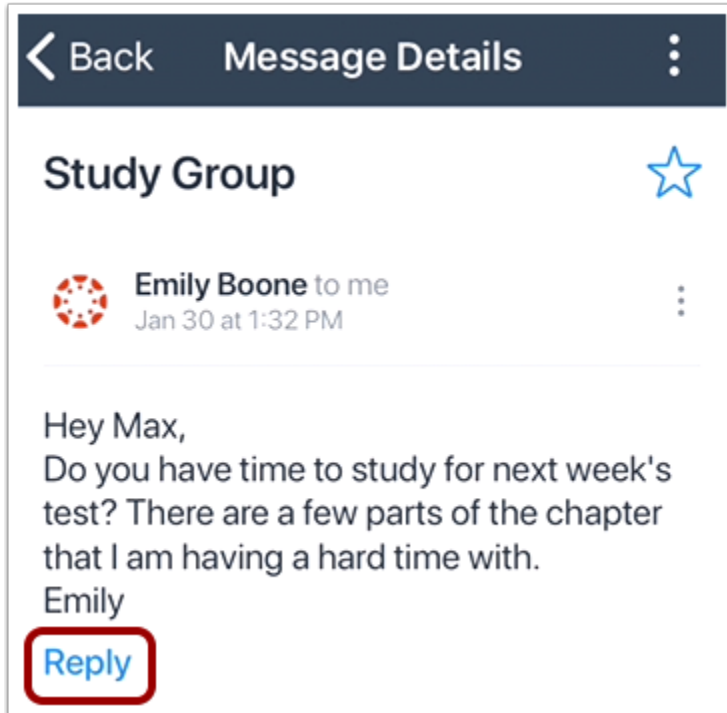 Back
Message Details
Study Group
Emily Boone to me
Jan 30 at 1:32 PM
Hey Max,
Do you have time to study for next week's
test? There are a few parts of the chapter
that I am having a hard time with.
Emily
Reply